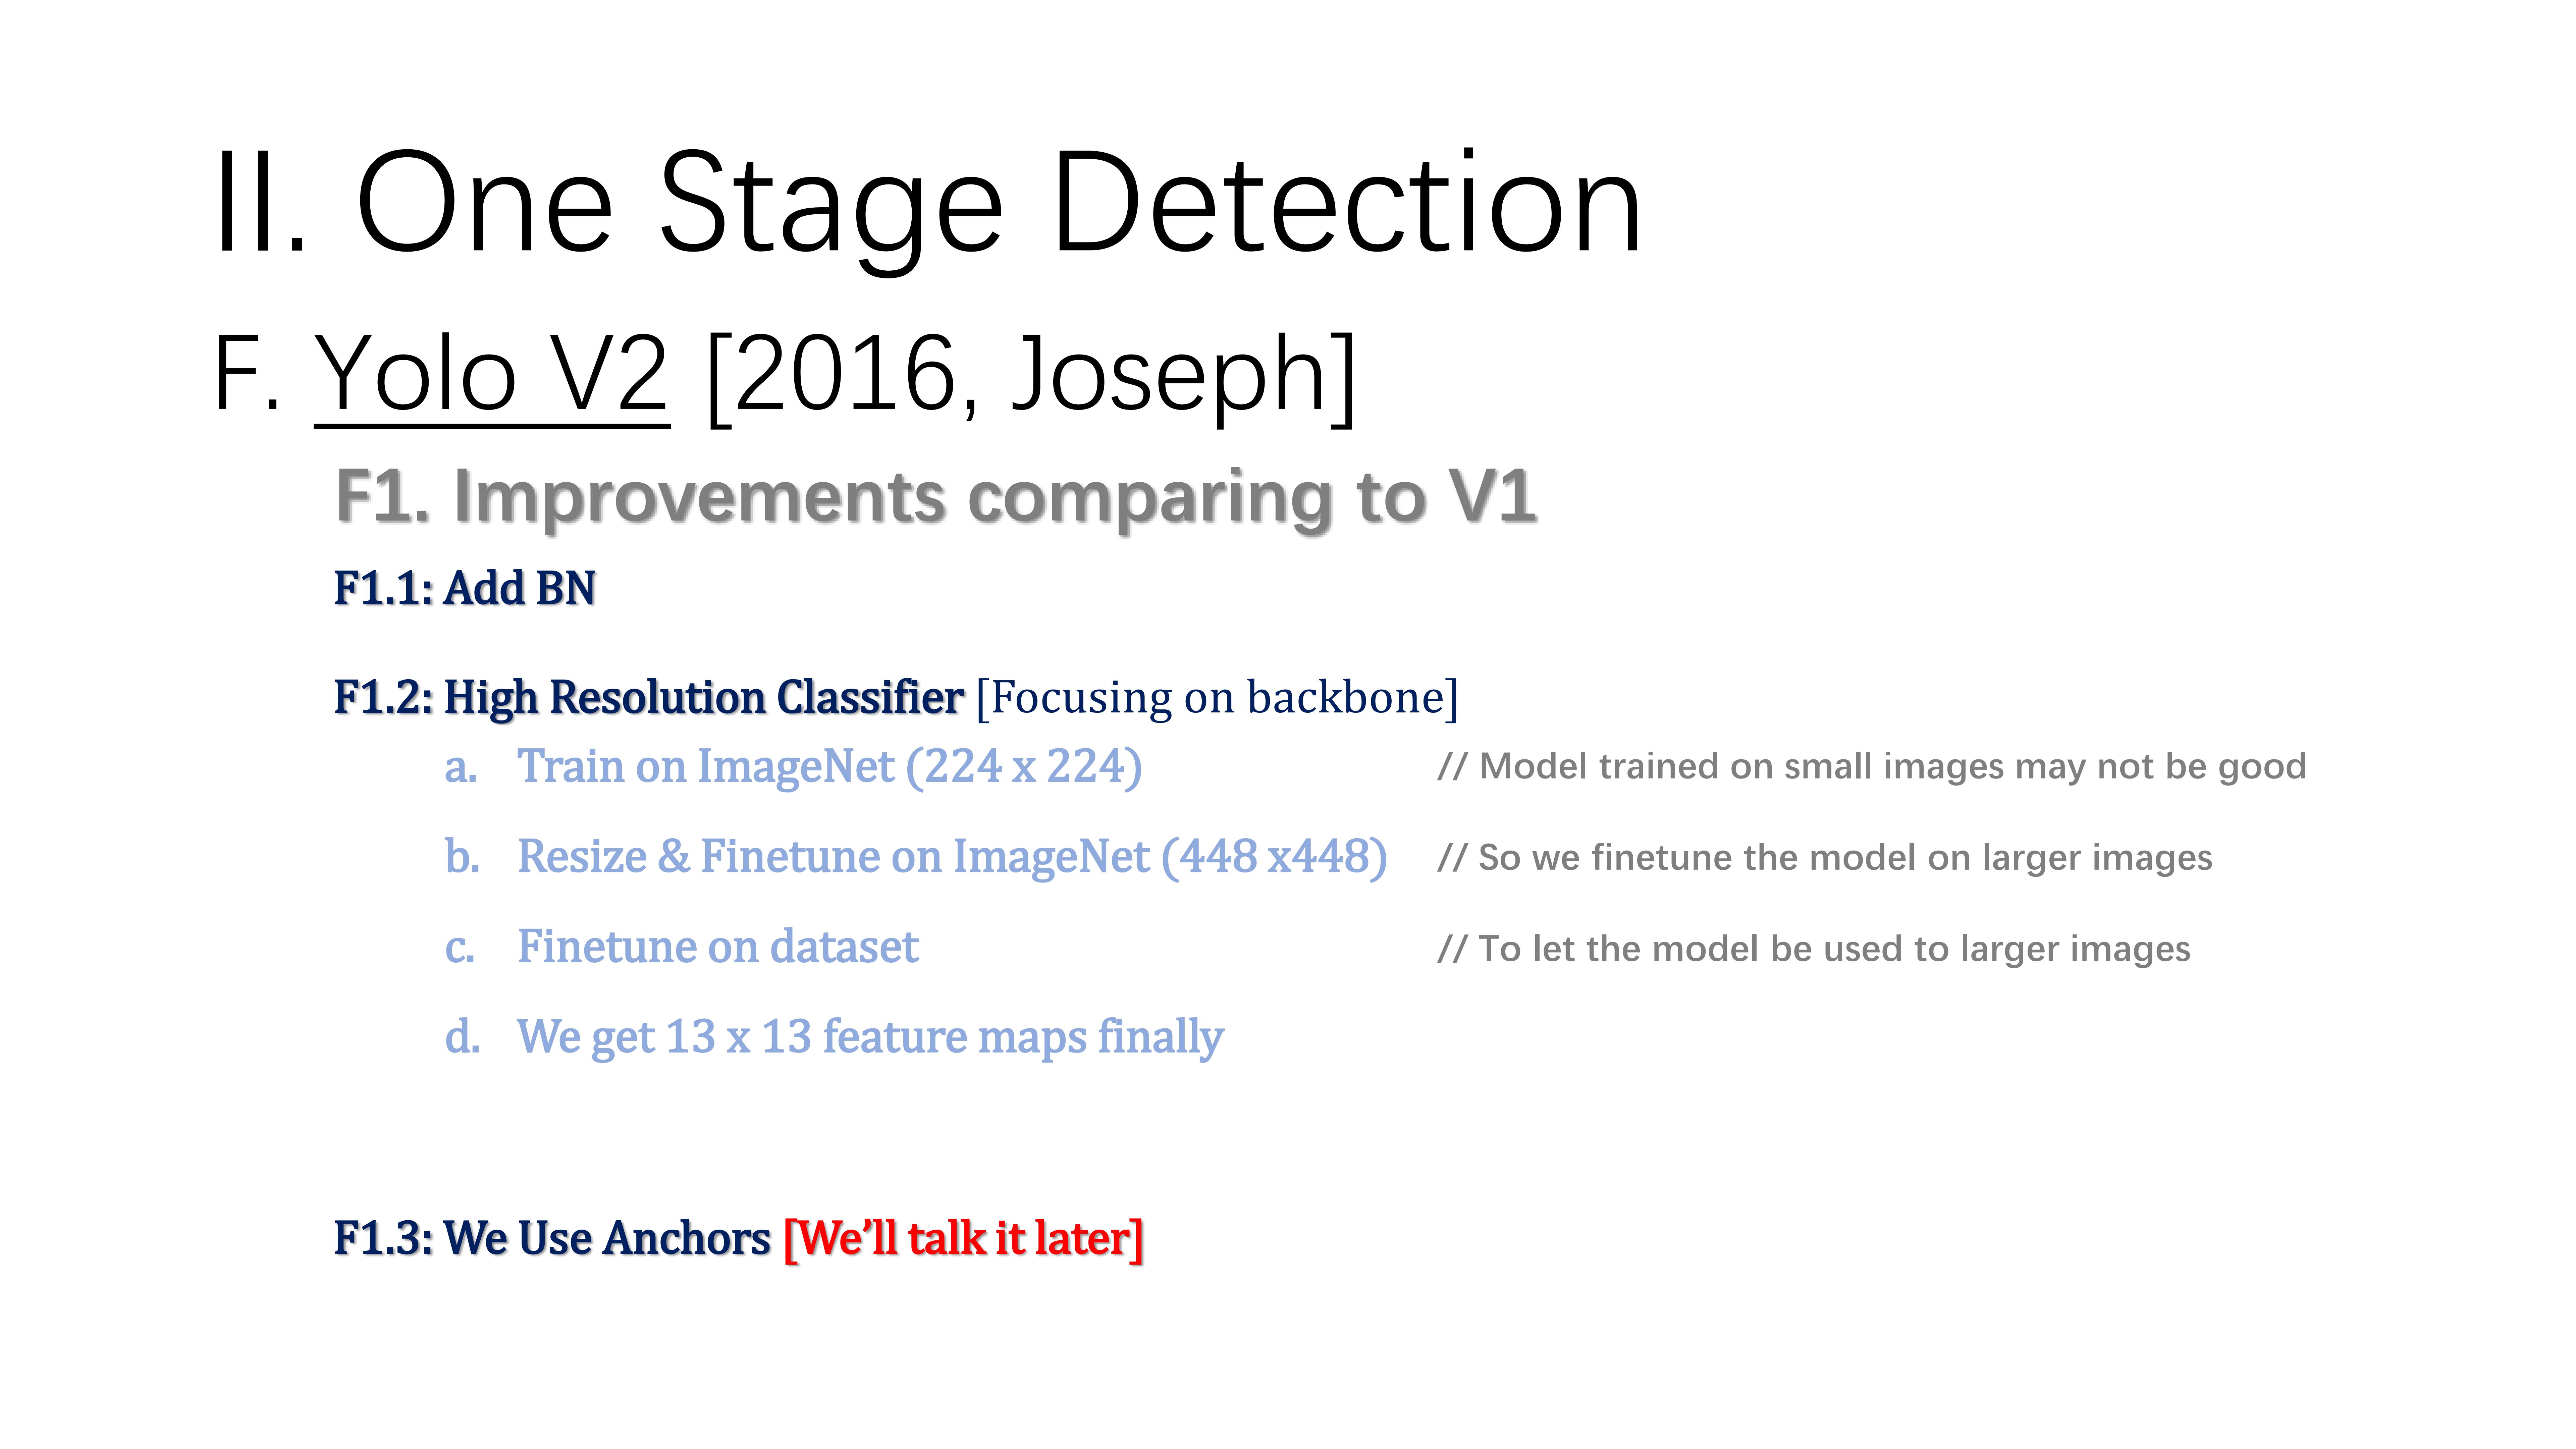 II. One Stage Detection
F. Yolo V2 [2016, Joseph]
F1. Improvements comparing to V1
F1.1: Add BN
F1.2: High Resolution Classifier [Focusing on backbone]
a. Train on ImageNet (224 x 224) // Model trained on small images may not be good
b. Resize & Finetune on ImageNet (448 x448) // So we finetune the model on larger images
c. Finetune on dataset // To let the model be used to larger images
d. We get 13 x 13 feature maps finally
F1.3: We Use Anchors [We’ll talk it later]